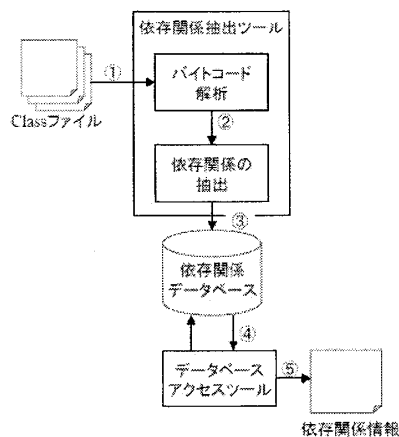 依存関係抽出ツール
①
バイトコード
解析
Classファイル
②
依存関係の
抽出
③
依存関係
データベース
④
データベース
アクセスツール
⑤
依存関係情報